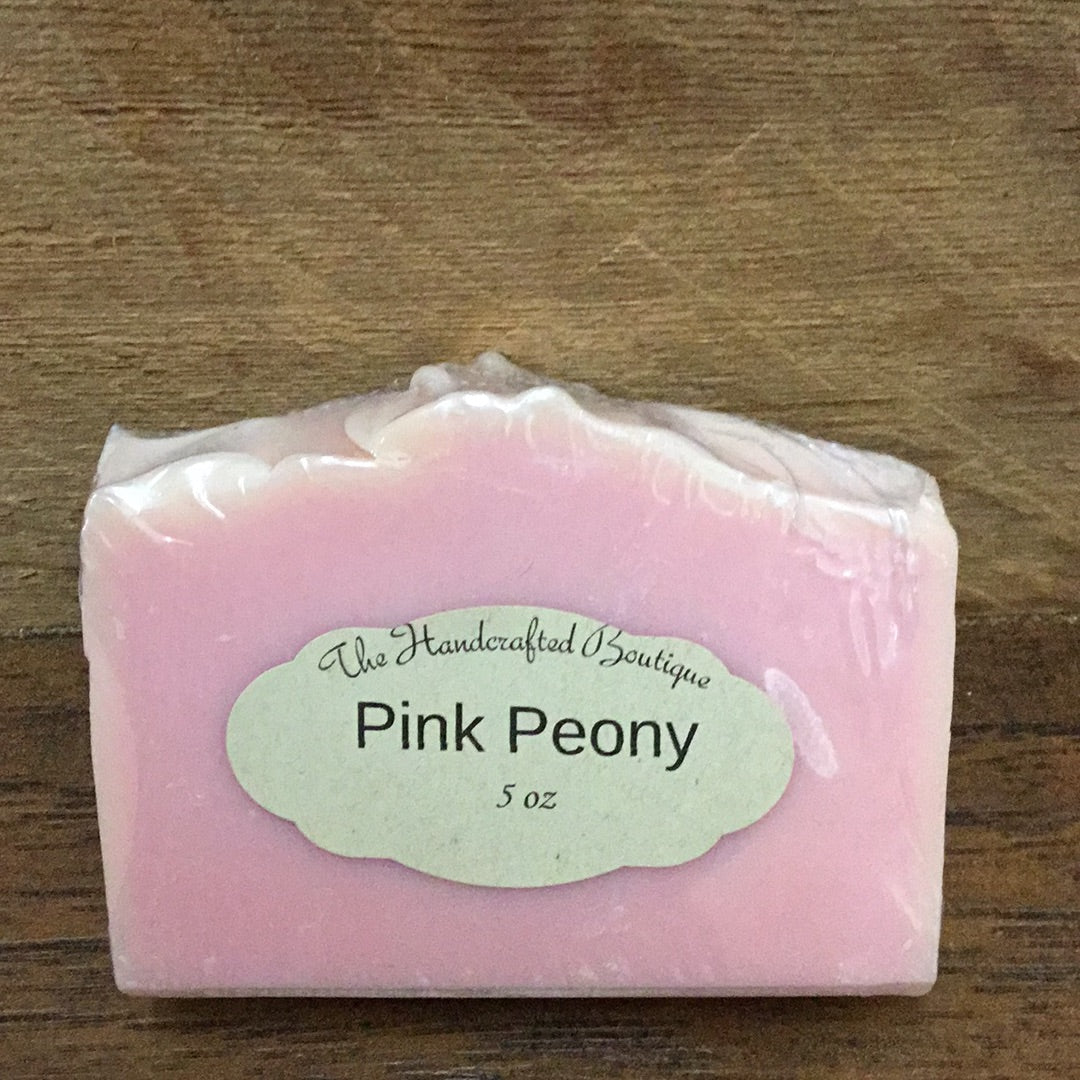 The Handcrafted Boutique
Pink Peony
5 oz